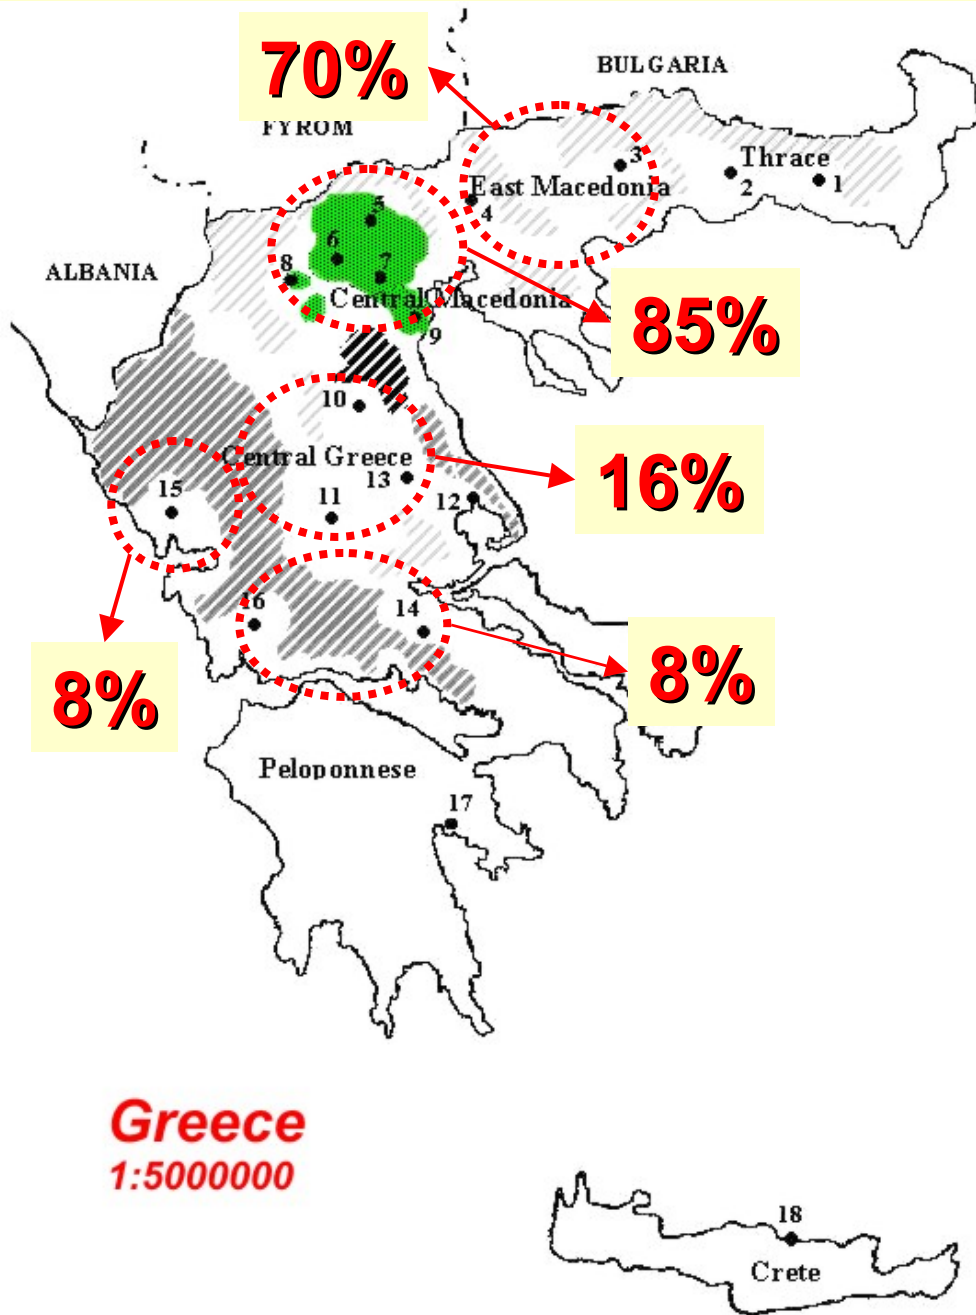 70%
BULGARIA
FYROM
3
Thrace
East Macedonia
2
1
4
5
6
ALBANIA
8
7
Central Macedonia
85%
9
10
Central Greece
13
16%
15
11
12
16
14
8%
8%
Peloponnese
17
Greece
1:5000000
18
Crete